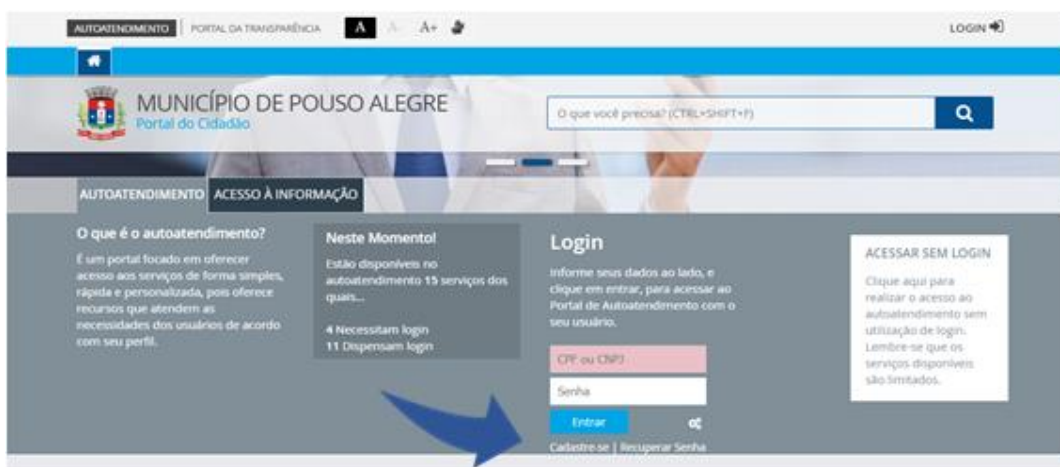 AUTOATENDIMENTO | PORTAL DA TRANSPARÊNCIA A A- A+ LOGIN
MUNICÍPIO DE POUSO ALEGRE
Portal do Cidadão
O que você precisa? (CTRL+SHIFT+F)
AUTOATENDIMENTO ACESSO À INFORMAÇÃO
O que é o autoatendimento?
É um portal focado em oferecer
acesso aos serviços de forma simples,
rápida e personalizada, pois oferece
recursos que atendem as
necessidades dos usuários de acordo
com seu perfil.
Neste Momento!
Estão disponíveis no
autoatendimento 15 serviços dos
quais...
4 Necessitam login
11 Dispensam login
Login
Informe seus dados ao lado, e
clique em entrar, para acessar ao
Portal de Autoatendimento com o
seu usuário.
CPF ou CNPJ
Senha
Entrar
Cadastre-se | Recuperar Senha
ACESSAR SEM LOGIN
Clique aqui para
realizar o acesso ao
autoatendimento sem
utilização de login.
Lembre-se que os
serviços disponíveis
são limitados.